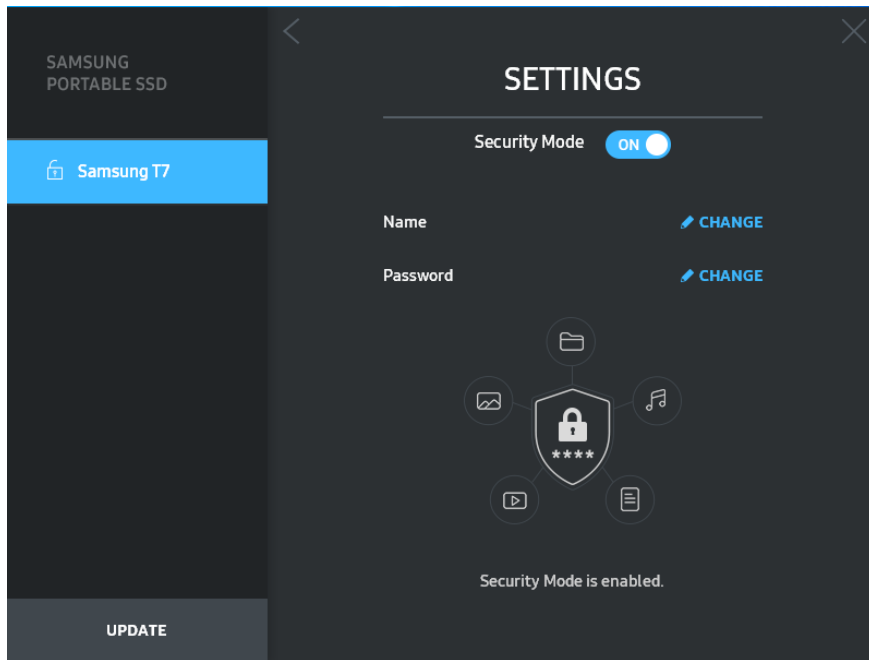 SAMSUNG
PORTABLE SSD
Samsung T7
UPDATE
SETTINGS
Security Mode ON
Name CHANGE
Password CHANGE
****
Security Mode is enabled.